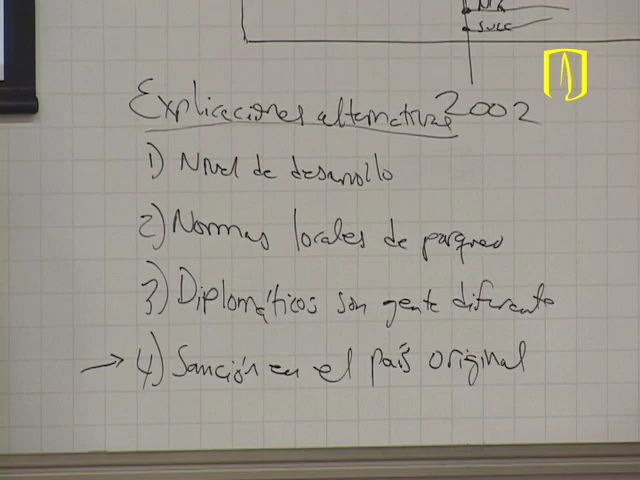 Suec
Explicaciones alternativas 2002
1) Nivel de desarrollo
2) Normas locales de parqueo
3) Diplomáticos son gente diferente
→ 4) Sanción en el país original